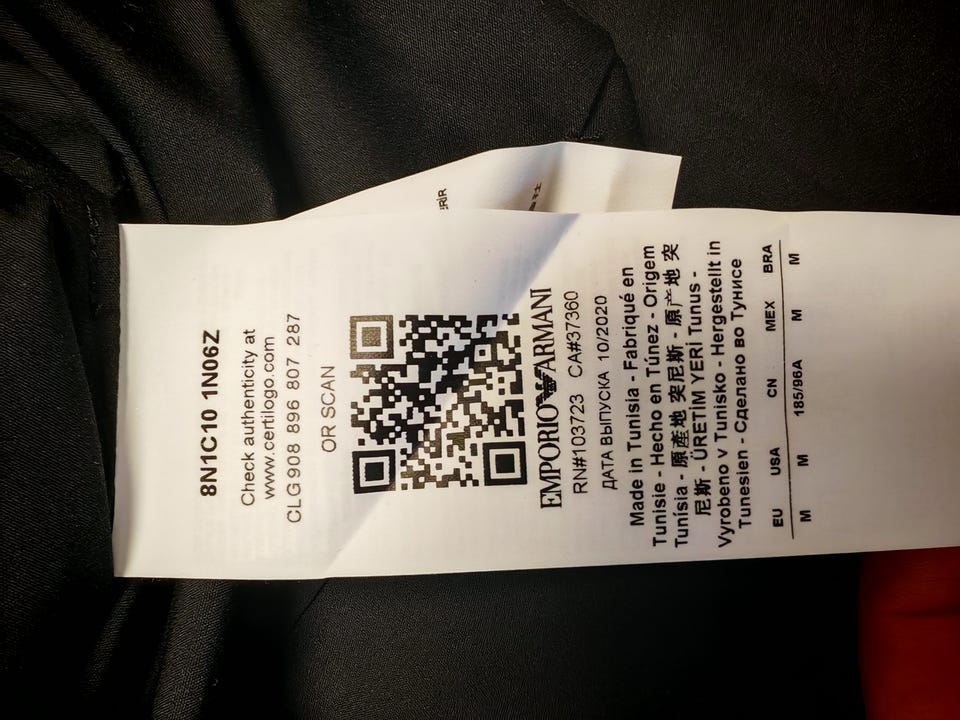 8N1C10 1N06Z
Check authenticity at
www.certilogo.com
CLG 908 896 807 287
OR SCAN
EMPORIO ARMANI
RN#103723 CA#37360
ДАТА ВЫПУСКА 10/2020
Made in Tunisia - Fabriqué en
Tunisie - Hecho en Túnez - Origem
Tunísia - 原產地 突尼斯 - 原产地 突
尼斯 - ÜRETİM YERİ Tunus -
Vyrobeno v Tunisko - Hergestellt in
Tunesien - Сделано во Тунисе
EU USA CN MEX BRA
M M 185/96A M M